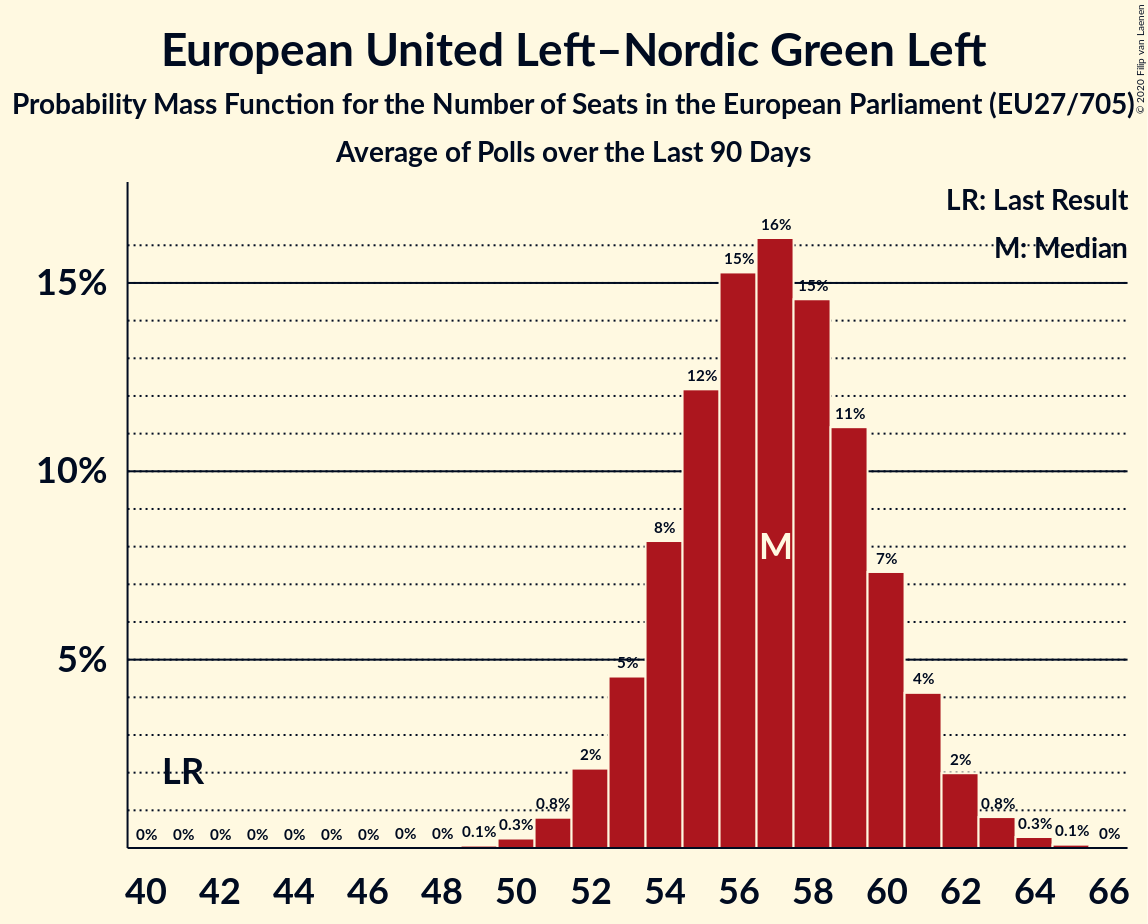 European United Left–Nordic Green Left
Probability Mass Function for the Number of Seats in the European Parliament (EU27/705)
Average of Polls over the Last 90 Days
© 2020 Filip van Laenen
LR: Last Result
M: Median
15%
10%
5%
0% 0% 0% 0% 0% 0% 0% 0% 0% 0.1% 0.3% 0.8% 2% 5% 8% 12% 15% 16% 15% 11% 7% 4% 2% 0.8% 0.3% 0.1% 0%
LR
M
40 42 44 46 48 50 52 54 56 58 60 62 64 66